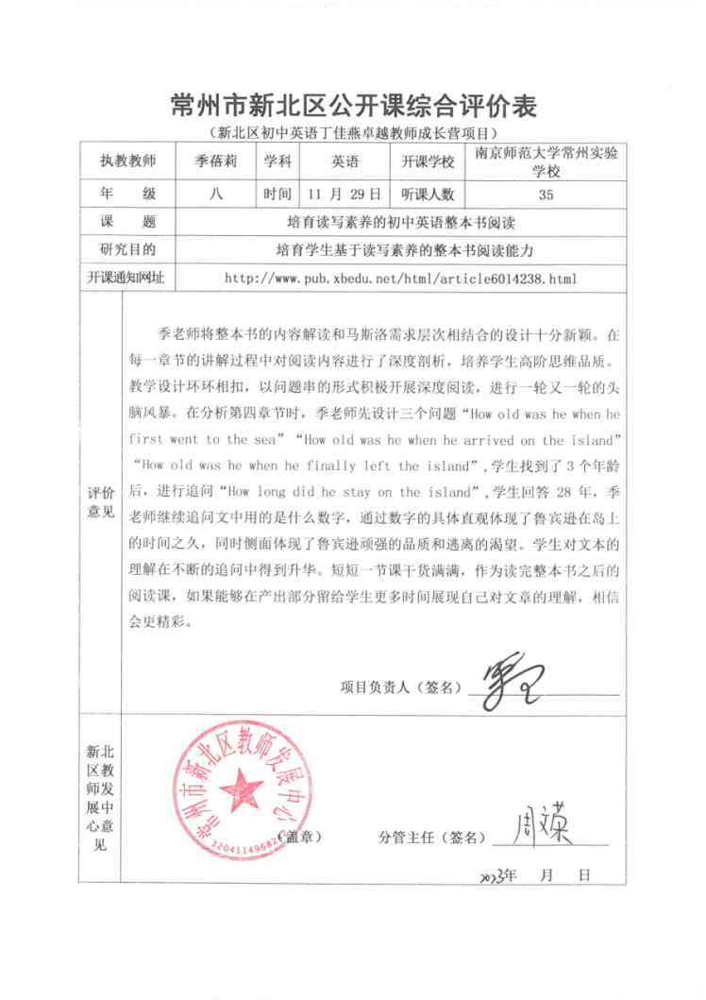 常州市新北区公开课综合评价表
（新北区初中英语丁佳燕卓越教师成长营项目）
执教教师 季蓓莉 学科 英语 开课学校 南京师范大学常州实验学校
年 级 八 时间 11 月 29 日 听课人数 35
课 题 培育读写素养的初中英语整本书阅读
研究目的 培育学生基于读写素养的整本书阅读能力
开课通知网址 http://www.pub.xbedu.net/html/article6014238.html
评价意见
季老师将整本书的内容解读和马斯洛需求层次相结合的设计十分新颖。在
每一章节的讲解过程中对阅读内容进行了深度剖析，培养学生高阶思维品质。
教学设计环环相扣，以问题串的形式积极开展深度阅读，进行一轮又一轮的头
脑风暴。在分析第四章节时，季老师先设计三个问题“How old was he when he
first went to the sea” “How old was he when he arrived on the island”
“How old was he when he finally left the island”,学生找到了 3 个年龄
后，进行追问“How long did he stay on the island”,学生回答 28 年，季
老师继续追问文中用的是什么数字，通过数字的具体直观体现了鲁宾逊在岛上
的时间之久，同时侧面体现了鲁宾逊顽强的品质和逃离的渴望。学生对文本的
理解在不断的追问中得到升华。短短一节课干货满满，作为读完整本书之后的
阅读课，如果能够在产出部分留给学生更多时间展现自己对文章的理解，相信
会更精彩。
项目负责人（签名）
新北区教师发展中心意见
常州市新北区教师发展中心
（盖章）
分管主任（签名）
2023年 月 日